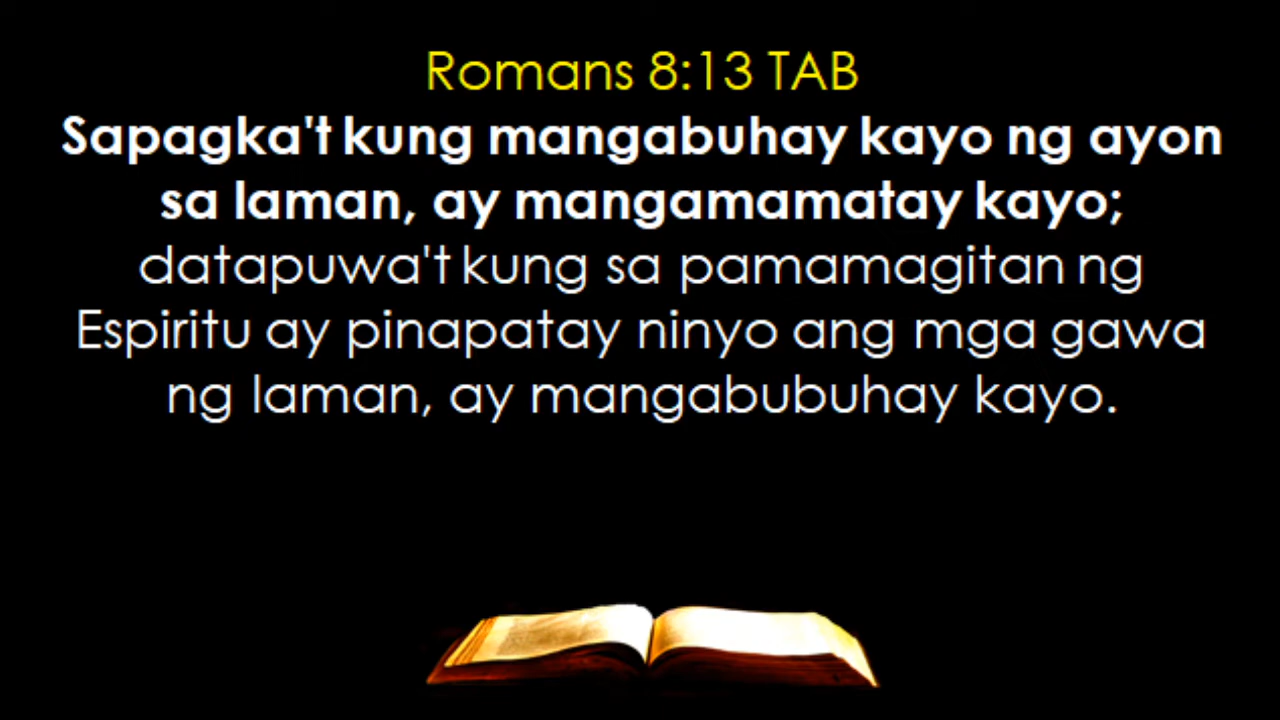 Romans 8:13 TAB
Sapagka't kung mangabuhay kayo ng ayon
sa laman, ay mangamamatay kayo;
datapuwa't kung sa pamamagitan ng
Espiritu ay pinapatay ninyo ang mga gawa
ng laman, ay mangabubuhay kayo.